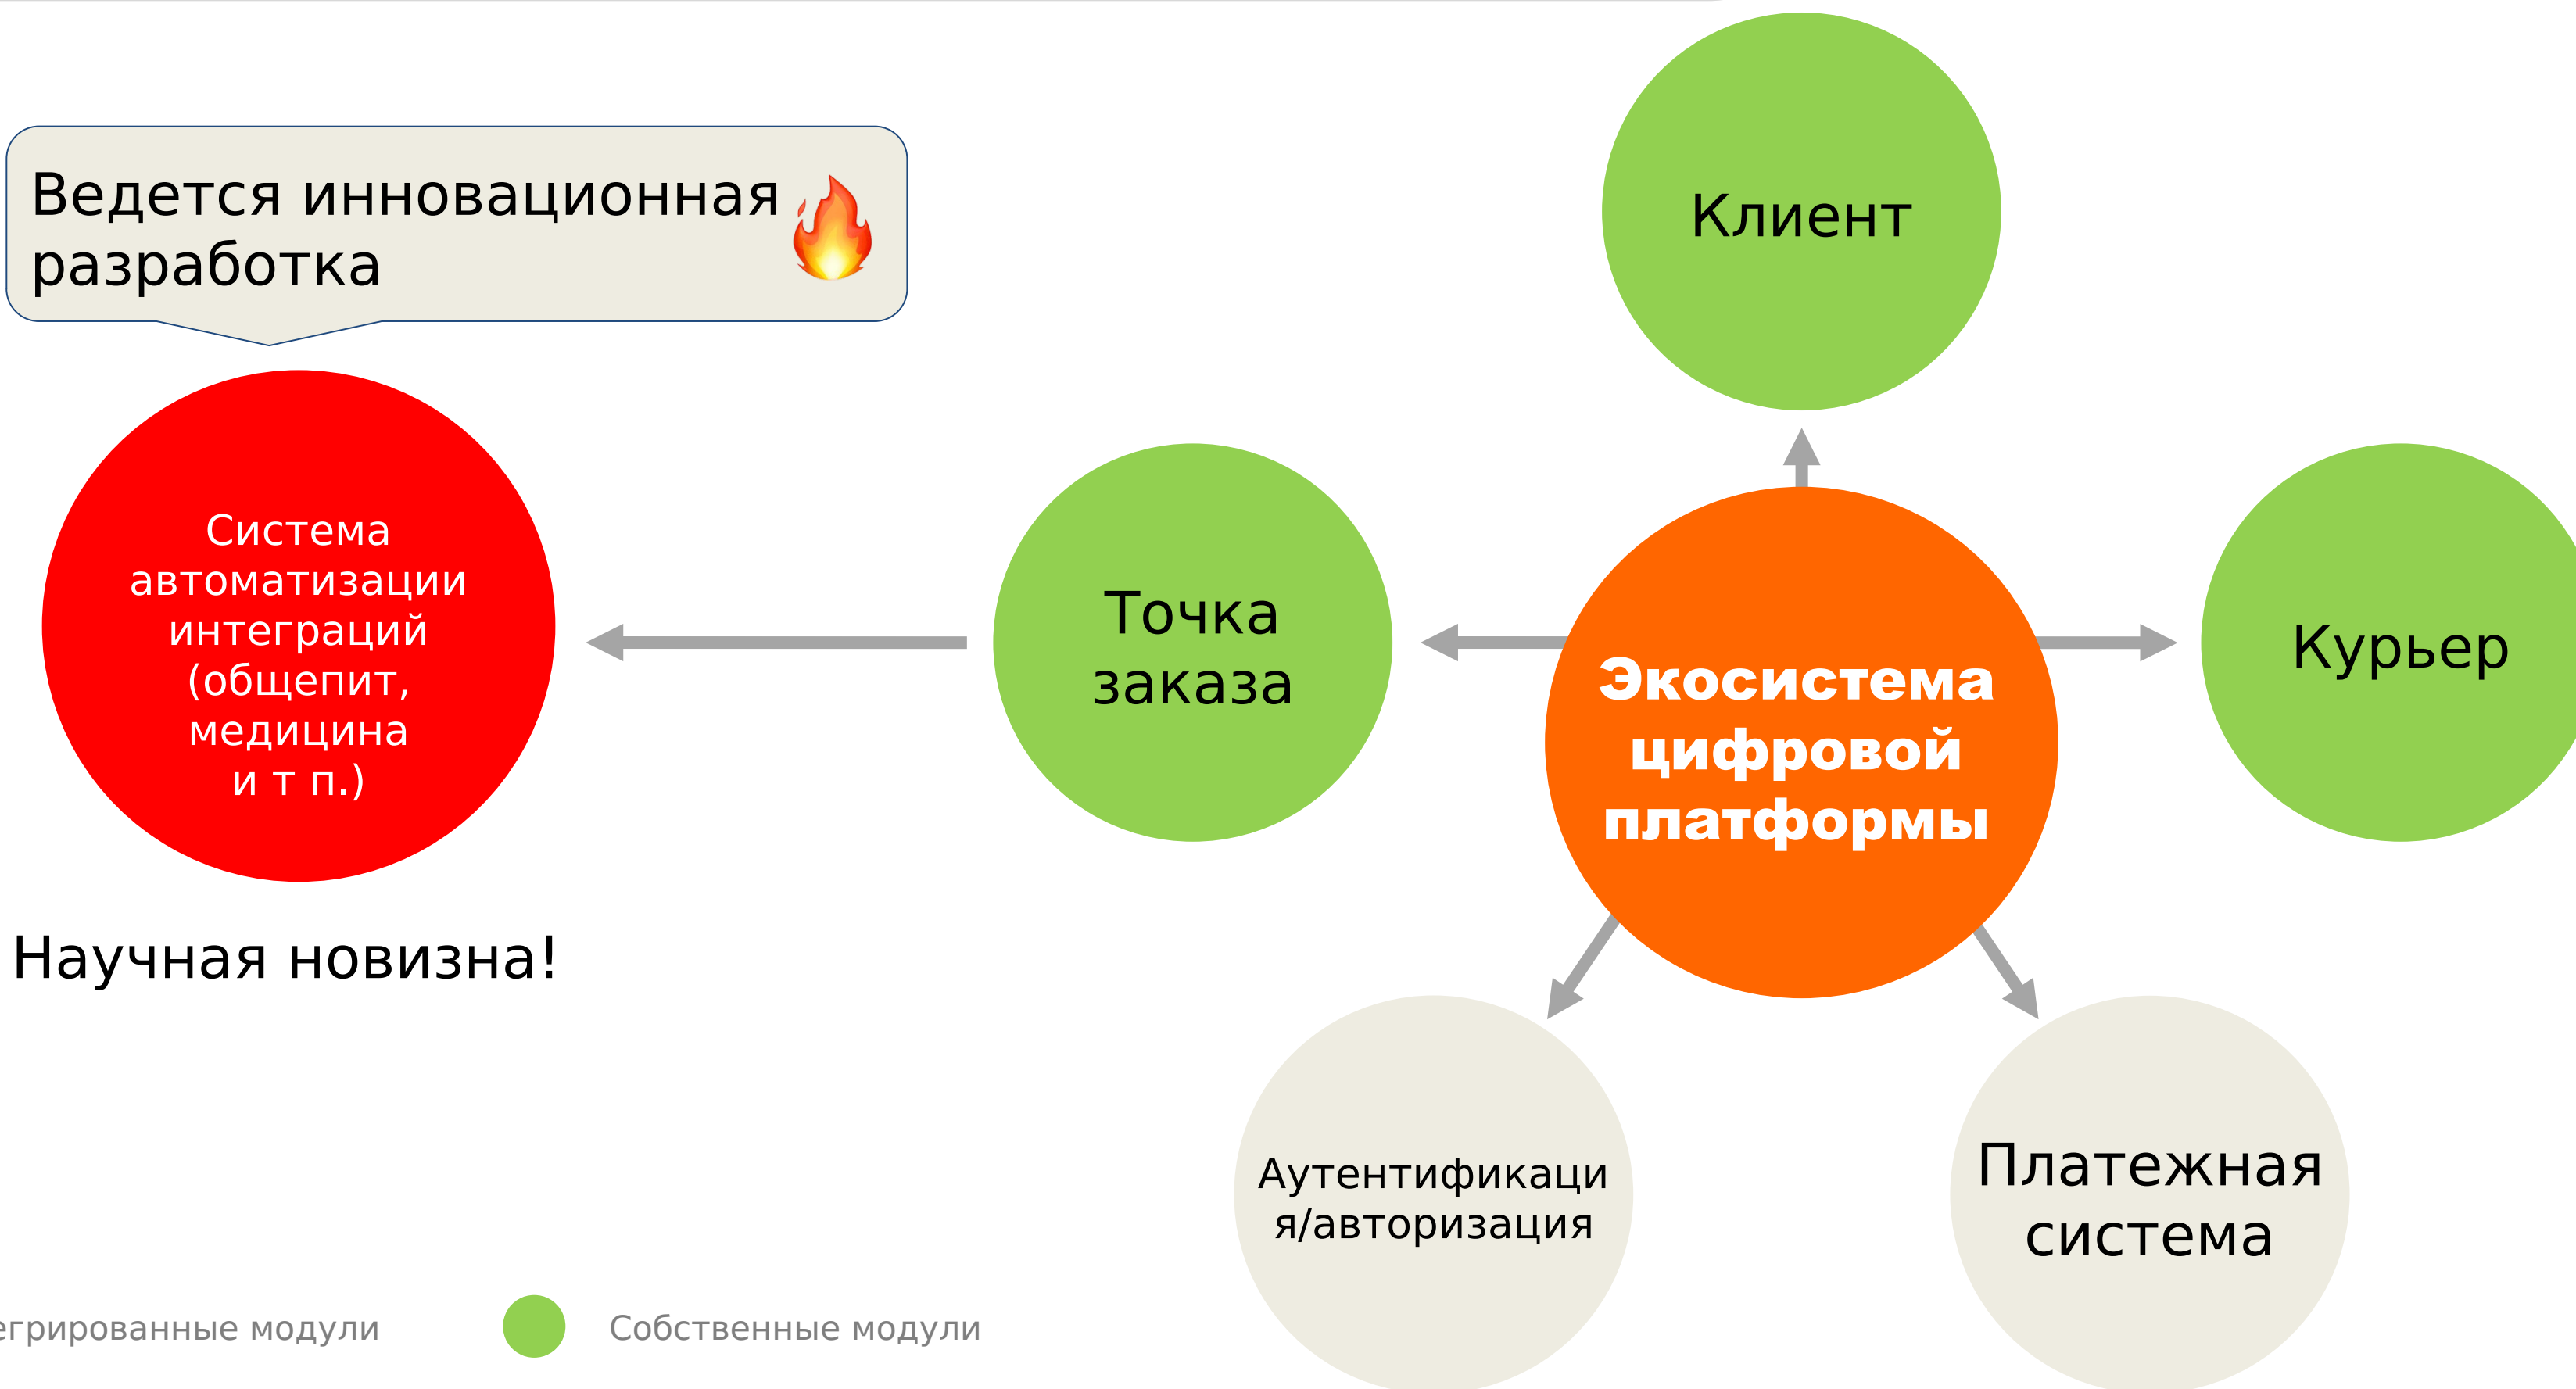 Ведется инновационная
разработка
Клиент
Система
автоматизации
интеграций
(общепит,
медицина
и т п.)
Точка
заказа
Экосистема
цифровой
платформы
Курьер
Научная новизна!
Аутентификаци
я/авторизация
Платежная
система
егрированные модули
Собственные модули